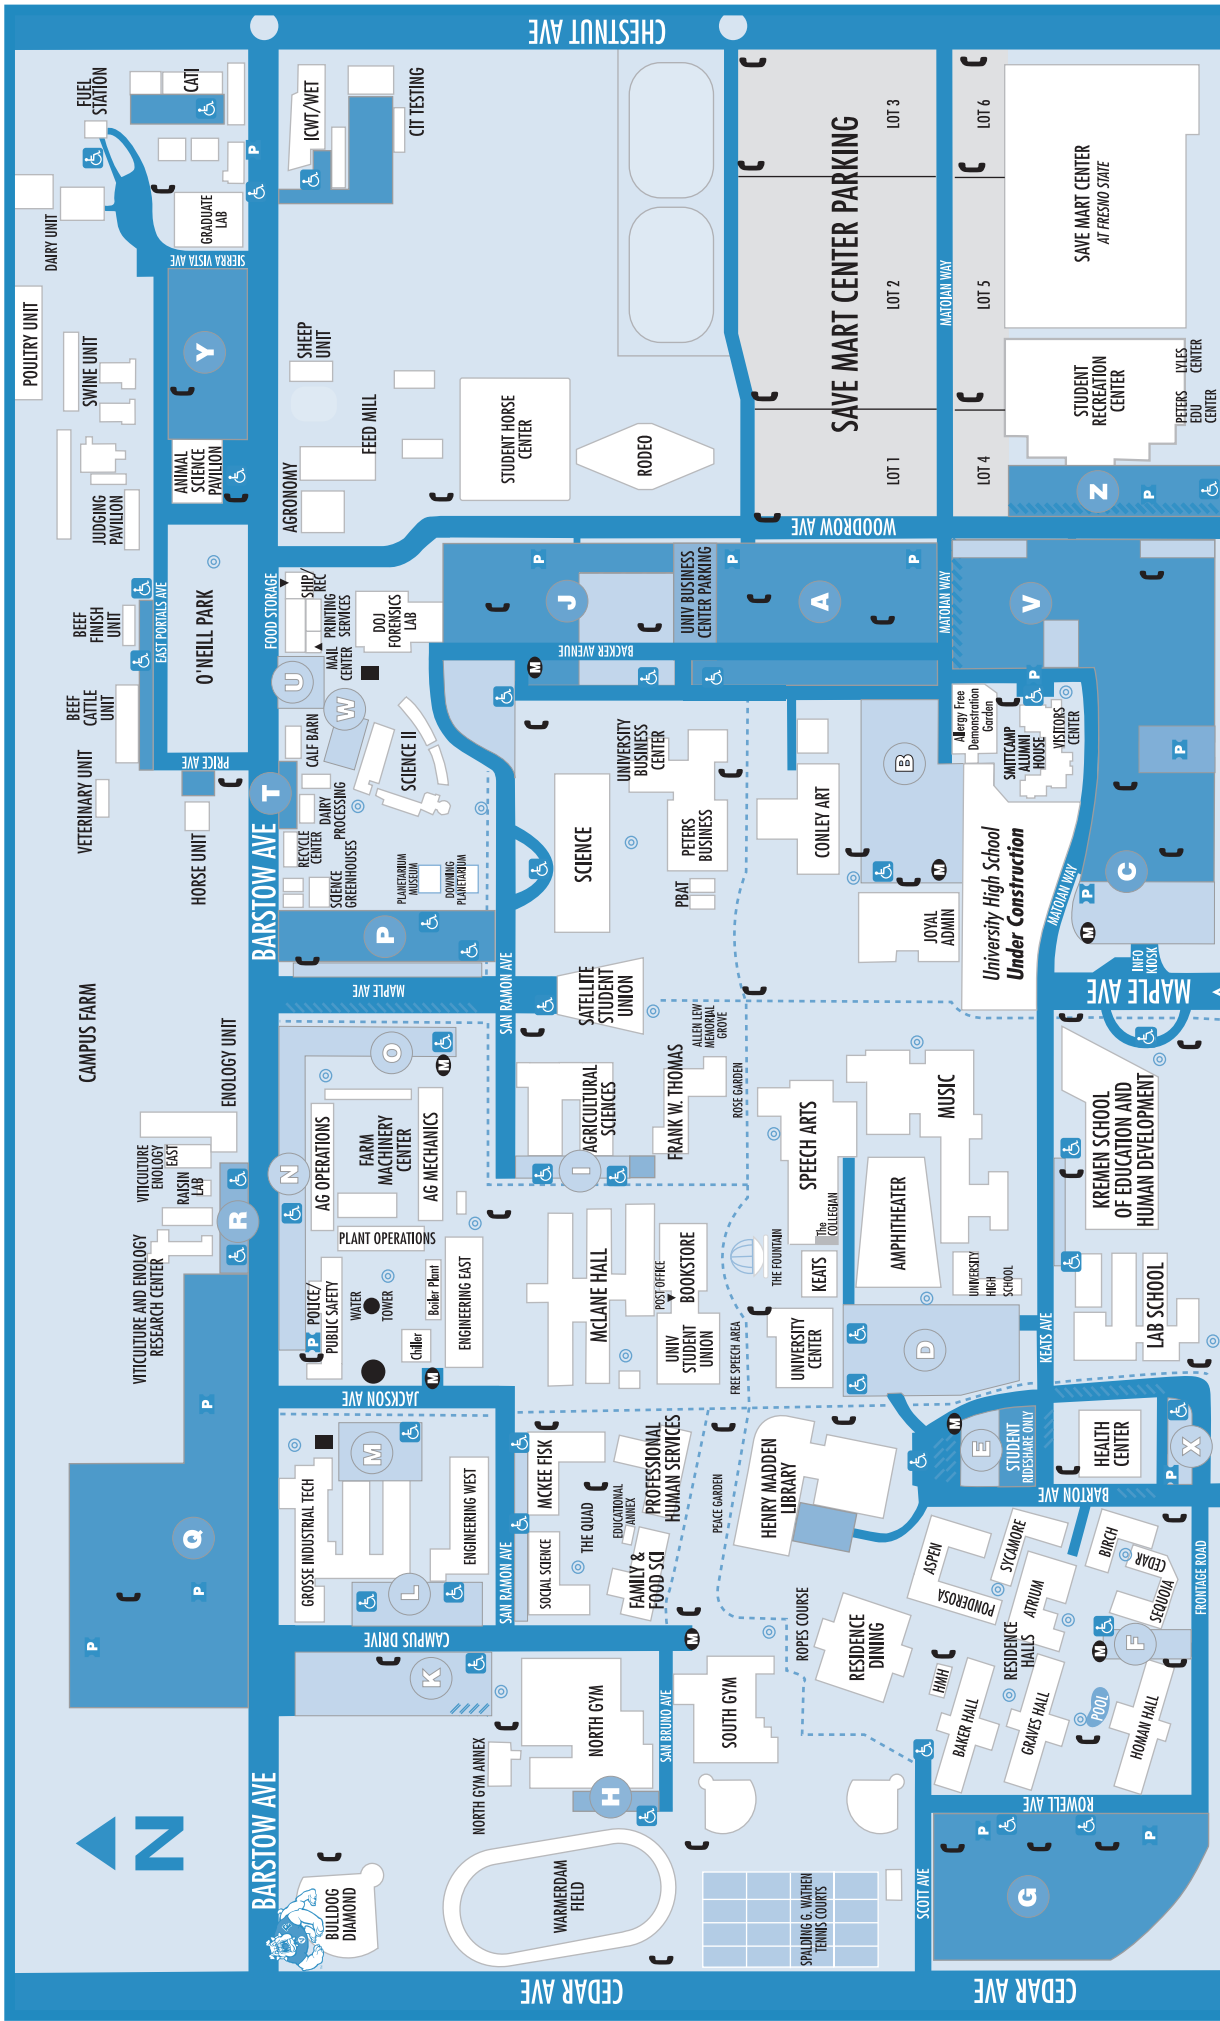 CHESTNUT AVE
FUEL
STATION
CATI
ICWT/WET
CIT TESTING
DAIRY UNIT
GRADUATE
LAB
SIERRA VISTA AVE
P
LOT 3
LOT 6
SAVE MART CENTER PARKING
SAVE MART CENTER
AT FRESNO STATE
LOT 2
LOT 5
MATOIAN WAY
POULTRY UNIT
SWINE UNIT
Y
SHEEP
UNIT
FEED MILL
AGRONOMY
STUDENT HORSE
CENTER
RODEO
LOT 1
LOT 4
STUDENT
RECREATION
CENTER
PETERS
EDU
CENTER
LYLES
CENTER
Z
P
JUDGING
PAVILION
ANIMAL
SCIENCE
PAVILION
WOODROW AVE
BEEF
FINISH
UNIT
EAST PORTALS AVE
O'NEILL PARK
FOOD STORAGE
SHIP/
REC
PRINTING
SERVICES
MAIL
CENTER
DOJ
FORENSICS
LAB
J
P
UNIV BUSINESS
CENTER PARKING
P
A
P
MATOIAN WAY
V
BACKER AVENUE
M
BEEF
CATTLE
UNIT
U
W
CALF BARN
SCIENCE II
PRICE AVE
VETERINARY UNIT
HORSE UNIT
T
BARSTOW AVE
DAIRY
PROCESSING
RECYCLE
CENTER
SCIENCE
GREENHOUSES
PLANETARIUM
MUSEUM
DOWNING
PLANETARIUM
SCIENCE
UNIVERSITY
BUSINESS
CENTER
PETERS
BUSINESS
PBAT
CONLEY ART
B
M
JOYAL
ADMIN
Allergy Free
Demonstration
Garden
SMITTCAMP
ALUMNI
HOUSE
VISITORS
CENTER
P
P
University High School
Under Construction
MATOIAN WAY
C
P
M
INFO
KIOSK
MAPLE AVE
P
MAPLE AVE
SAN RAMON AVE
SATELLITE
STUDENT
UNION
CAMPUS FARM
ENOLOGY UNIT
O
M
ALLEN LEW
MEMORIAL
GROVE
ROSE GARDEN
AGRICULTURAL
SCIENCES
FRANK W. THOMAS
I
SPEECH ARTS
The
COLLEGIAN
MUSIC
AMPHITHEATER
KREMEN SCHOOL
OF EDUCATION AND
HUMAN DEVELOPMENT
VITICULTURE
ENOLOGY
EAST
RAISIN
LAB
R
N
AG OPERATIONS
FARM
MACHINERY
CENTER
AG MECHANICS
PLANT OPERATIONS
VITICULTURE AND ENOLOGY
RESEARCH CENTER
P
POLICE/
PUBLIC SAFETY
WATER
TOWER
Boiler Plant
Chiller
ENGINEERING EAST
M
JACKSON AVE
MCLANE HALL
POST OFFICE
BOOKSTORE
UNIV
STUDENT
UNION
THE FOUNTAIN
FREE SPEECH AREA
KEATS
UNIVERSITY
CENTER
UNIVERSITY
HIGH
SCHOOL
D
KEATS AVE
LAB SCHOOL
P
Q
P
P
GROSSE INDUSTRIAL TECH
M
ENGINEERING WEST
L
SAN RAMON AVE
CAMPUS DRIVE
MCKEE FISK
SOCIAL SCIENCE
THE QUAD
EDUCATIONAL
ANNEX
FAMILY &
FOOD SCI
PROFESSIONAL
HUMAN SERVICES
PEACE GARDEN
HENRY MADDEN
LIBRARY
M
E
STUDENT
RIDESHARE ONLY
HEALTH
CENTER
X
P
BARTON AVE
ASPEN
SYCAMORE
PONDEROSA
ATRIUM
BIRCH
CEDAR
SEQUOIA
FRONTAGE ROAD
M
F
RESIDENCE
HALLS
ROPES COURSE
RESIDENCE
DINING
HMH
BAKER HALL
GRAVES HALL
POOL
HOMAN HALL
M
K
NORTH GYM
NORTH GYM ANNEX
H
SAN BRUNO AVE
SOUTH GYM
N
BARSTOW AVE
ROWELL AVE
P
P
G
SCOTT AVE
BULLDOG
DIAMOND
WARMERDAM
FIELD
SPALDING G. WATHEN
TENNIS COURTS
CEDAR AVE
CEDAR AVE